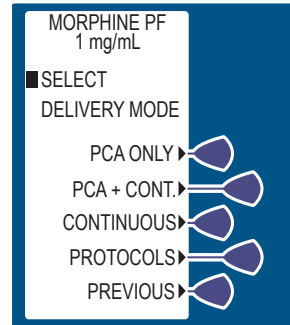 MORPHINE PF
1 mg/mL
SELECT
DELIVERY MODE
PCA ONLY
PCA + CONT.
CONTINUOUS
PROTOCOLS
PREVIOUS